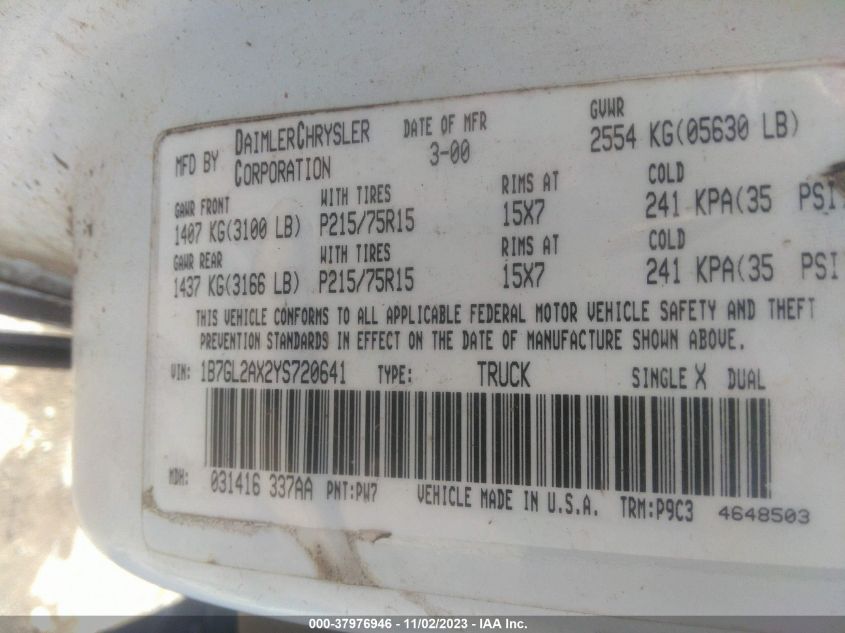 MFD BY DAIMLERCHRYSLER CORPORATION DATE OF MFR 3-00 GVWR 2554 KG(05630 LB)
GAWR FRONT WITH TIRES RIMS AT COLD
1407 KG(3100 LB) P215/75R15 15X7 241 KPA(35 PSI
GAWR REAR WITH TIRES RIMS AT COLD
1437 KG(3166 LB) P215/75R15 15X7 241 KPA(35 PSI
THIS VEHICLE CONFORMS TO ALL APPLICABLE FEDERAL MOTOR VEHICLE SAFETY AND THEFT
PREVENTION STANDARDS IN EFFECT ON THE DATE OF MANUFACTURE SHOWN ABOVE.
VIN: 1B7GL2AX2YS720641 TYPE: TRUCK SINGLE X DUAL
MDH: 031416 337AA PNT:PW7 VEHICLE MADE IN U.S.A. TRM:P9C3 4648503
000-37976946 - 11/02/2023 - IAA Inc.